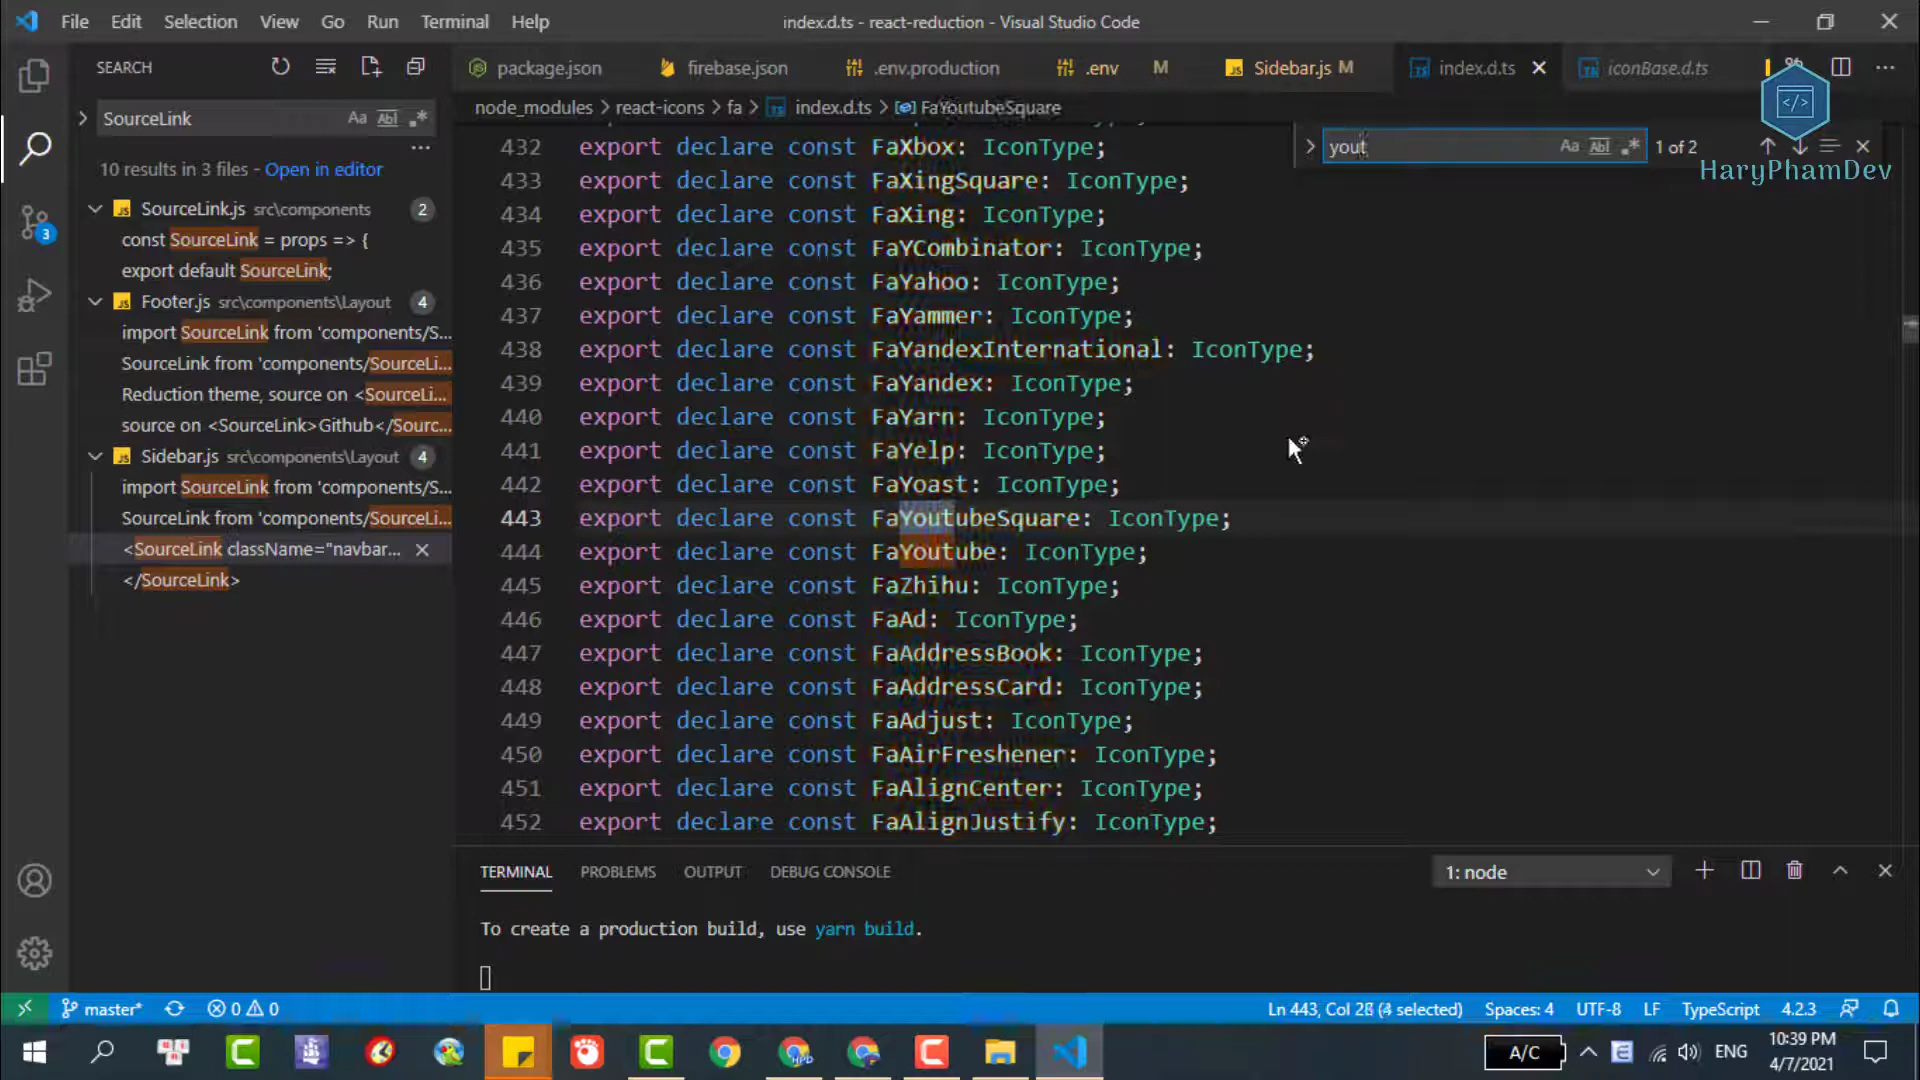 File Edit Selection View Go Run Terminal Help
index.d.ts - react-reduction - Visual Studio Code
SEARCH
package.json
firebase.json
.env.production
.env M
Sidebar.js M
index.d.ts
iconBase.d.ts
SourceLink
node_modules > react-icons > fa > index.d.ts > FaYoutubeSquare
yout
1 of 2
HaryPhamDev
10 results in 3 files - Open in editor
SourceLink.js src\components 2
const SourceLink = props => {
export default SourceLink;
Footer.js src\components\Layout 4
import SourceLink from 'components/S...
SourceLink from 'components/SourceLi...
Reduction theme, source on <SourceLi...
source on <SourceLink>Github</Sourc...
Sidebar.js src\components\Layout 4
import SourceLink from 'components/S...
SourceLink from 'components/SourceLi...
<SourceLink className="navbar...
</SourceLink>
432 export declare const FaXbox: IconType;
433 export declare const FaXingSquare: IconType;
434 export declare const FaXing: IconType;
435 export declare const FaYCombinator: IconType;
436 export declare const FaYahoo: IconType;
437 export declare const FaYammer: IconType;
438 export declare const FaYandexInternational: IconType;
439 export declare const FaYandex: IconType;
440 export declare const FaYarn: IconType;
441 export declare const FaYelp: IconType;
442 export declare const FaYoast: IconType;
443 export declare const FaYoutubeSquare: IconType;
444 export declare const FaYoutube: IconType;
445 export declare const FaZhihu: IconType;
446 export declare const FaAd: IconType;
447 export declare const FaAddressBook: IconType;
448 export declare const FaAddressCard: IconType;
449 export declare const FaAdjust: IconType;
450 export declare const FaAirFreshener: IconType;
451 export declare const FaAlignCenter: IconType;
452 export declare const FaAlignJustify: IconType;
TERMINAL PROBLEMS OUTPUT DEBUG CONSOLE
1: node
To create a production build, use yarn build.
3
master*
0 0
Ln 443, Col 28 (4 selected)
Spaces: 4
UTF-8
LF
TypeScript
4.2.3
A/C
ENG
10:39 PM
4/7/2021